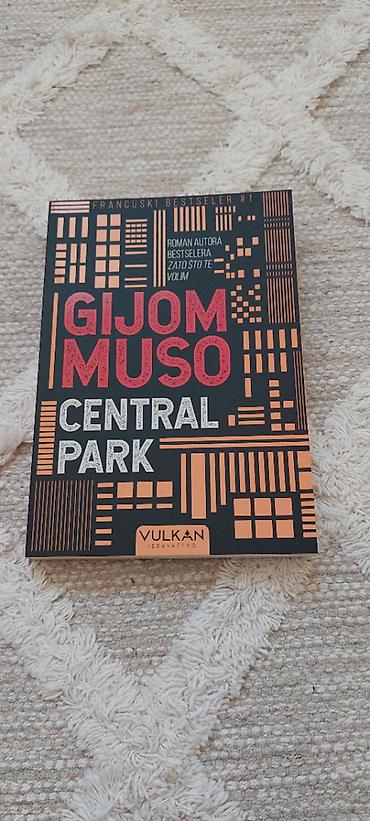 FRANCUSKI BESTSELER #1
ROMAN AUTORA
BESTSELERA
ZATO ŠTO TE
VOLIM
GIJOM
MUSO
CENTRAL
PARK
VULKAN
IZDAVAŠTVO